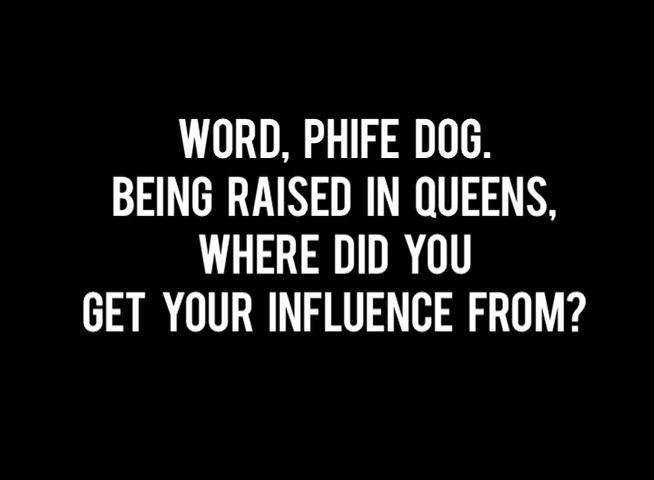 WORD, PHIFE DOG.
BEING RAISED IN QUEENS,
WHERE DID YOU
GET YOUR INFLUENCE FROM?